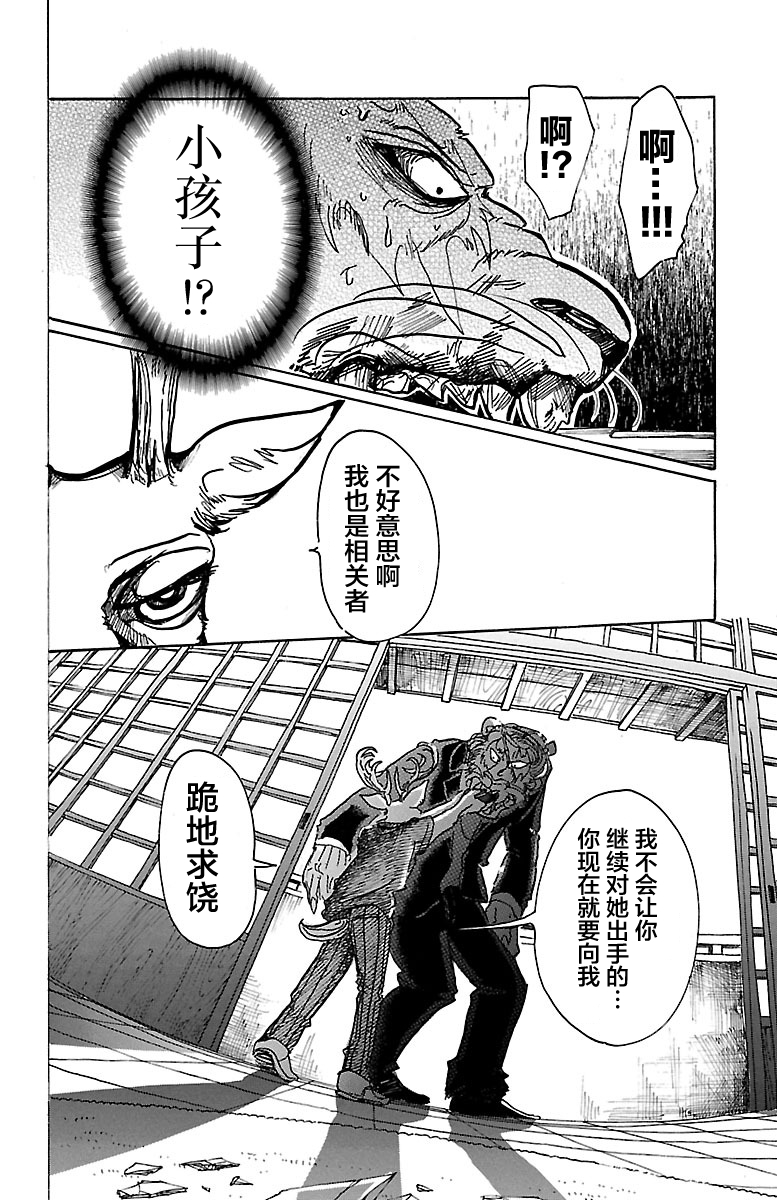 啊…!!!
啊!?
小孩子!?
不好意思啊
我也是相关者
我不会让你
继续对她出手的…
你现在就要向我
跪地求饶